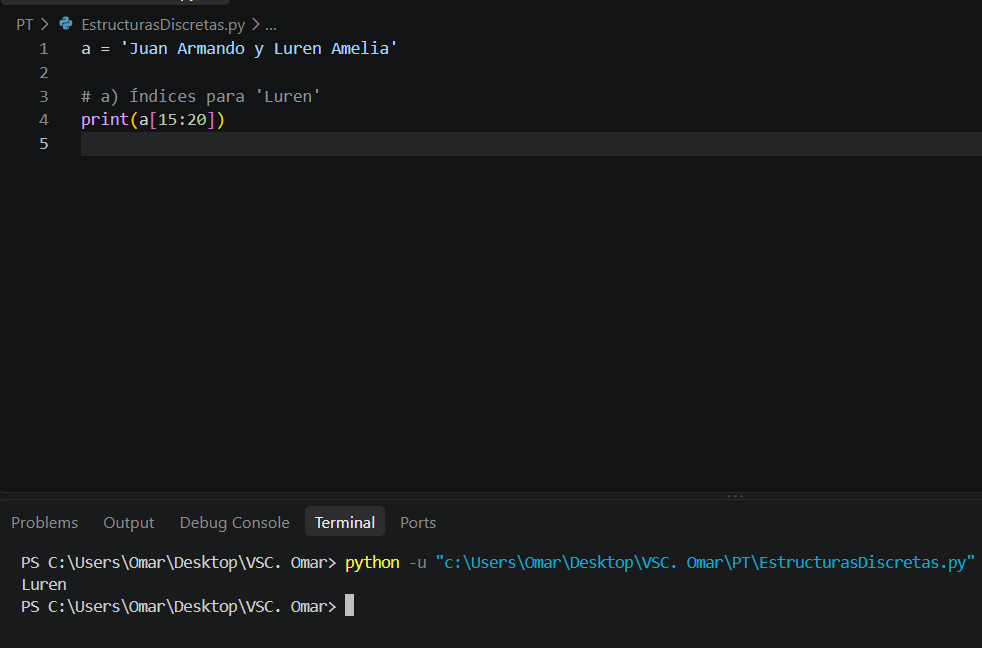 PT > EstructurasDiscretas.py > ...
1 a = 'Juan Armando y Luren Amelia'
2
3 # a) Índices para 'Luren'
4 print(a[15:20])
5
Problems Output Debug Console Terminal Ports
PS C:\Users\Omar\Desktop\VSC. Omar> python -u "c:\Users\Omar\Desktop\VSC. Omar\PT\EstructurasDiscretas.py"
Luren
PS C:\Users\Omar\Desktop\VSC. Omar>